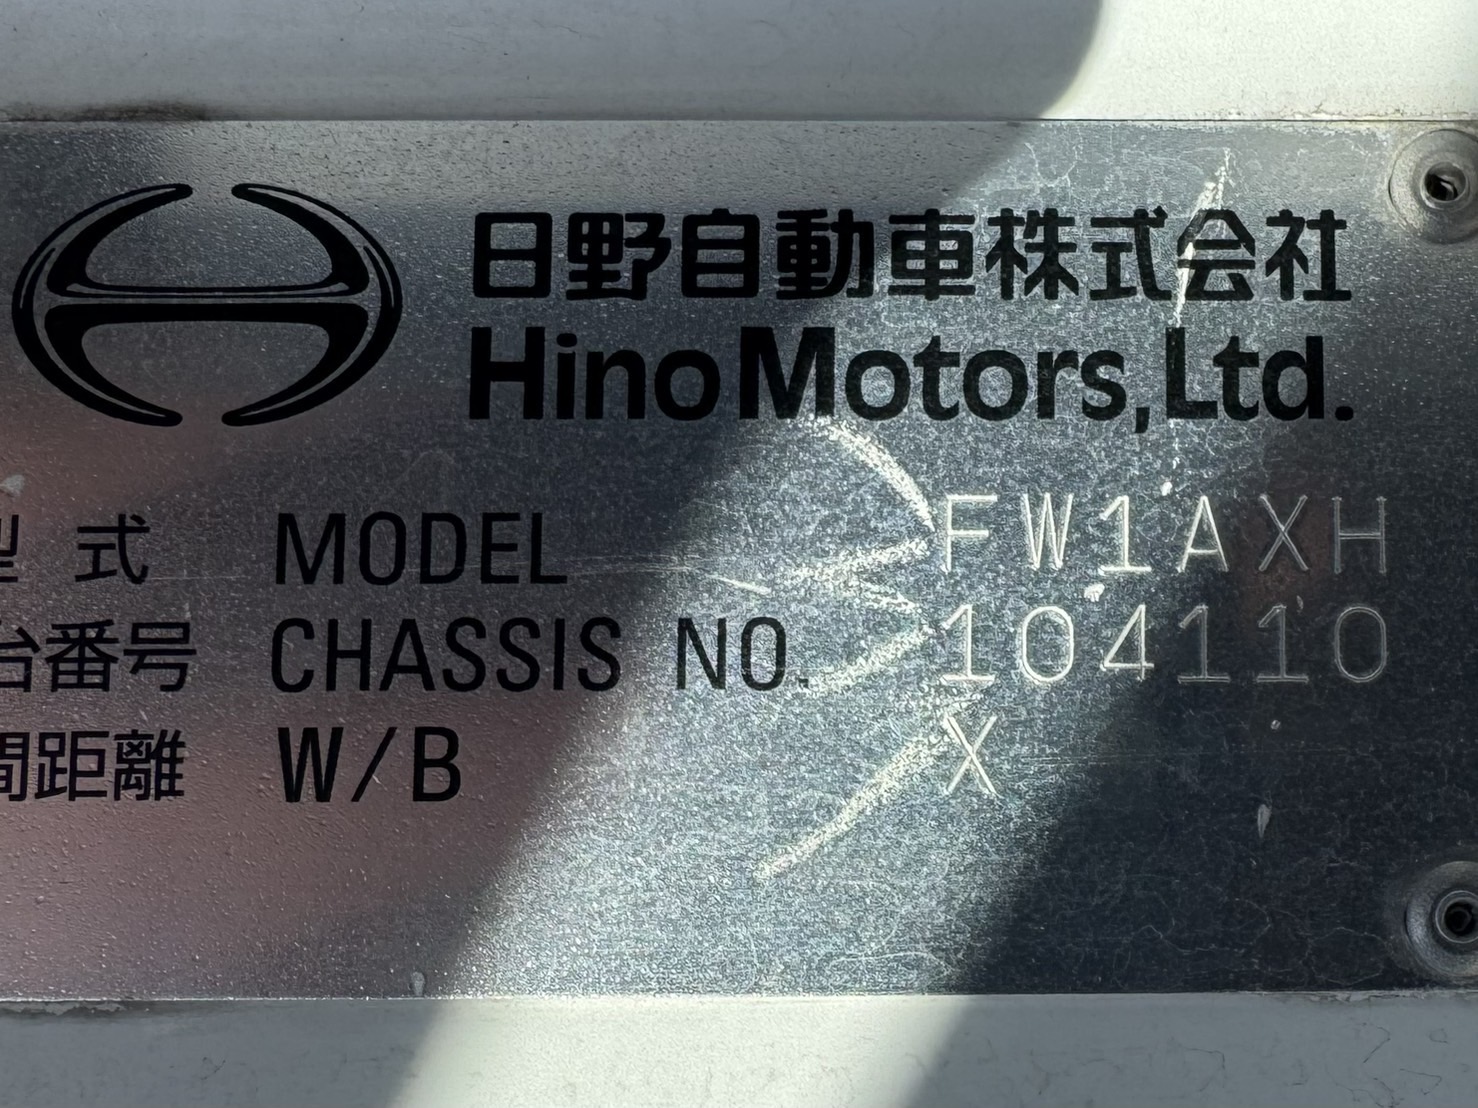 日野自動車株式会社
Hino Motors, Ltd.
型式 MODEL FW1AXH
台番号 CHASSIS NO. 104110
間距離 W/B X